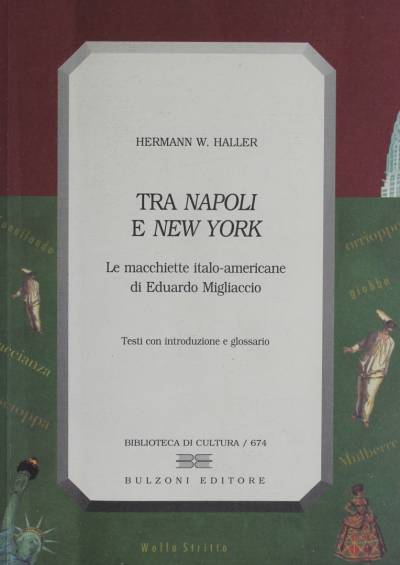 HERMANN W. HALLER
TRA NAPOLI
E NEW YORK
Le macchiette italo-americane
di Eduardo Migliaccio
Testi con introduzione e glossario
giobba
BIBLIOTECA DI CULTURA / 674
BULZONI EDITORE
Wolla Stritto